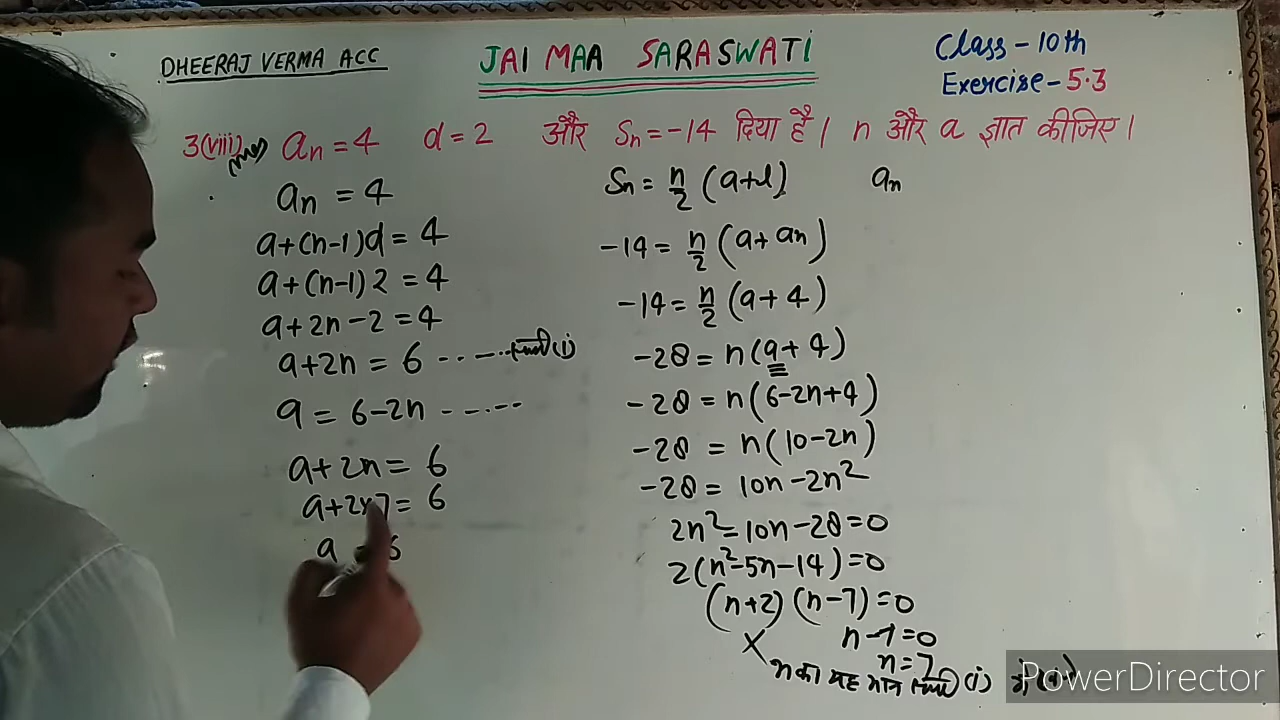 DHEERAJ VERMA ACC
JAI MAA SARASWATI
Class-10th
Exercise-5.3
3(viii) an = 4 d = 2 और Sn = -14 दिया है। n और a ज्ञात कीजिए।
an = 4
a+(n-1)d = 4
a+(n-1)2 = 4
a+2n-2 = 4
a+2n = 6 ------ (i)
a = 6-2n ------
a+2n = 6
a+2×7 = 6
a 6
Sn = n/2 (a+l) an
-14 = n/2 (a+an)
-14 = n/2 (a+4)
-28 = n(a+4)
-28 = n(6-2n+4)
-28 = n(10-2n)
-28 = 10n-2n²
2n²-10n-28=0
2(n²-5n-14)=0
(n+2)(n-7)=0
× n-7=0
n=7
n का यह मान (i) में
PowerDirector